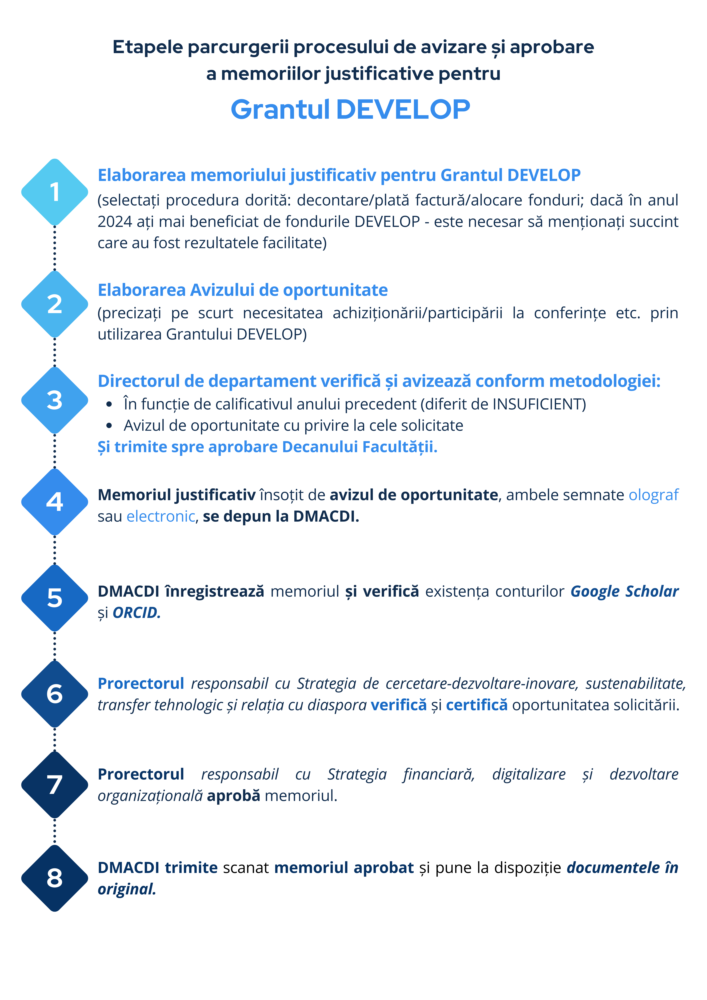 Etapele parcurgerii procesului de avizare și aprobare
a memoriilor justificative pentru
Grantul DEVELOP
1
Elaborarea memoriului justificativ pentru Grantul DEVELOP
(selectați procedura dorită: decontare/plată factură/alocare fonduri; dacă în anul
2024 ați mai beneficiat de fondurile DEVELOP - este necesar să menționați succint
care au fost rezultatele facilitate)
2
Elaborarea Avizului de oportunitate
(precizați pe scurt necesitatea achiziționării/participării la conferințe etc. prin
utilizarea Grantului DEVELOP)
3
Directorul de departament verifică și avizează conform metodologiei:
• În funcție de calificativul anului precedent (diferit de INSUFICIENT)
• Avizul de oportunitate cu privire la cele solicitate
Și trimite spre aprobare Decanului Facultății.
4
Memoriul justificativ însoțit de avizul de oportunitate, ambele semnate olograf
sau electronic, se depun la DMACDI.
5
DMACDI înregistrează memoriul și verifică existența conturilor Google Scholar
și ORCID.
6
Prorectorul responsabil cu Strategia de cercetare-dezvoltare-inovare, sustenabilitate,
transfer tehnologic și relația cu diaspora verifică și certifică oportunitatea solicitării.
7
Prorectorul responsabil cu Strategia financiară, digitalizare și dezvoltare
organizațională aprobă memoriul.
8
DMACDI trimite scanat memoriul aprobat și pune la dispoziție documentele în
original.